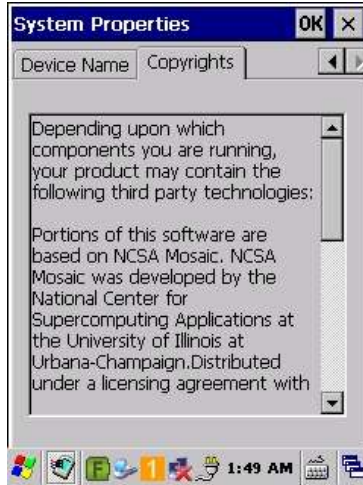 System Properties OK ×
Device Name Copyrights
Depending upon which
components you are running,
your product may contain the
following third party technologies:
Portions of this software are
based on NCSA Mosaic. NCSA
Mosaic was developed by the
National Center for
Supercomputing Applications at
the University of Illinois at
Urbana-Champaign.Distributed
under a licensing agreement with
F 1 1:49 AM